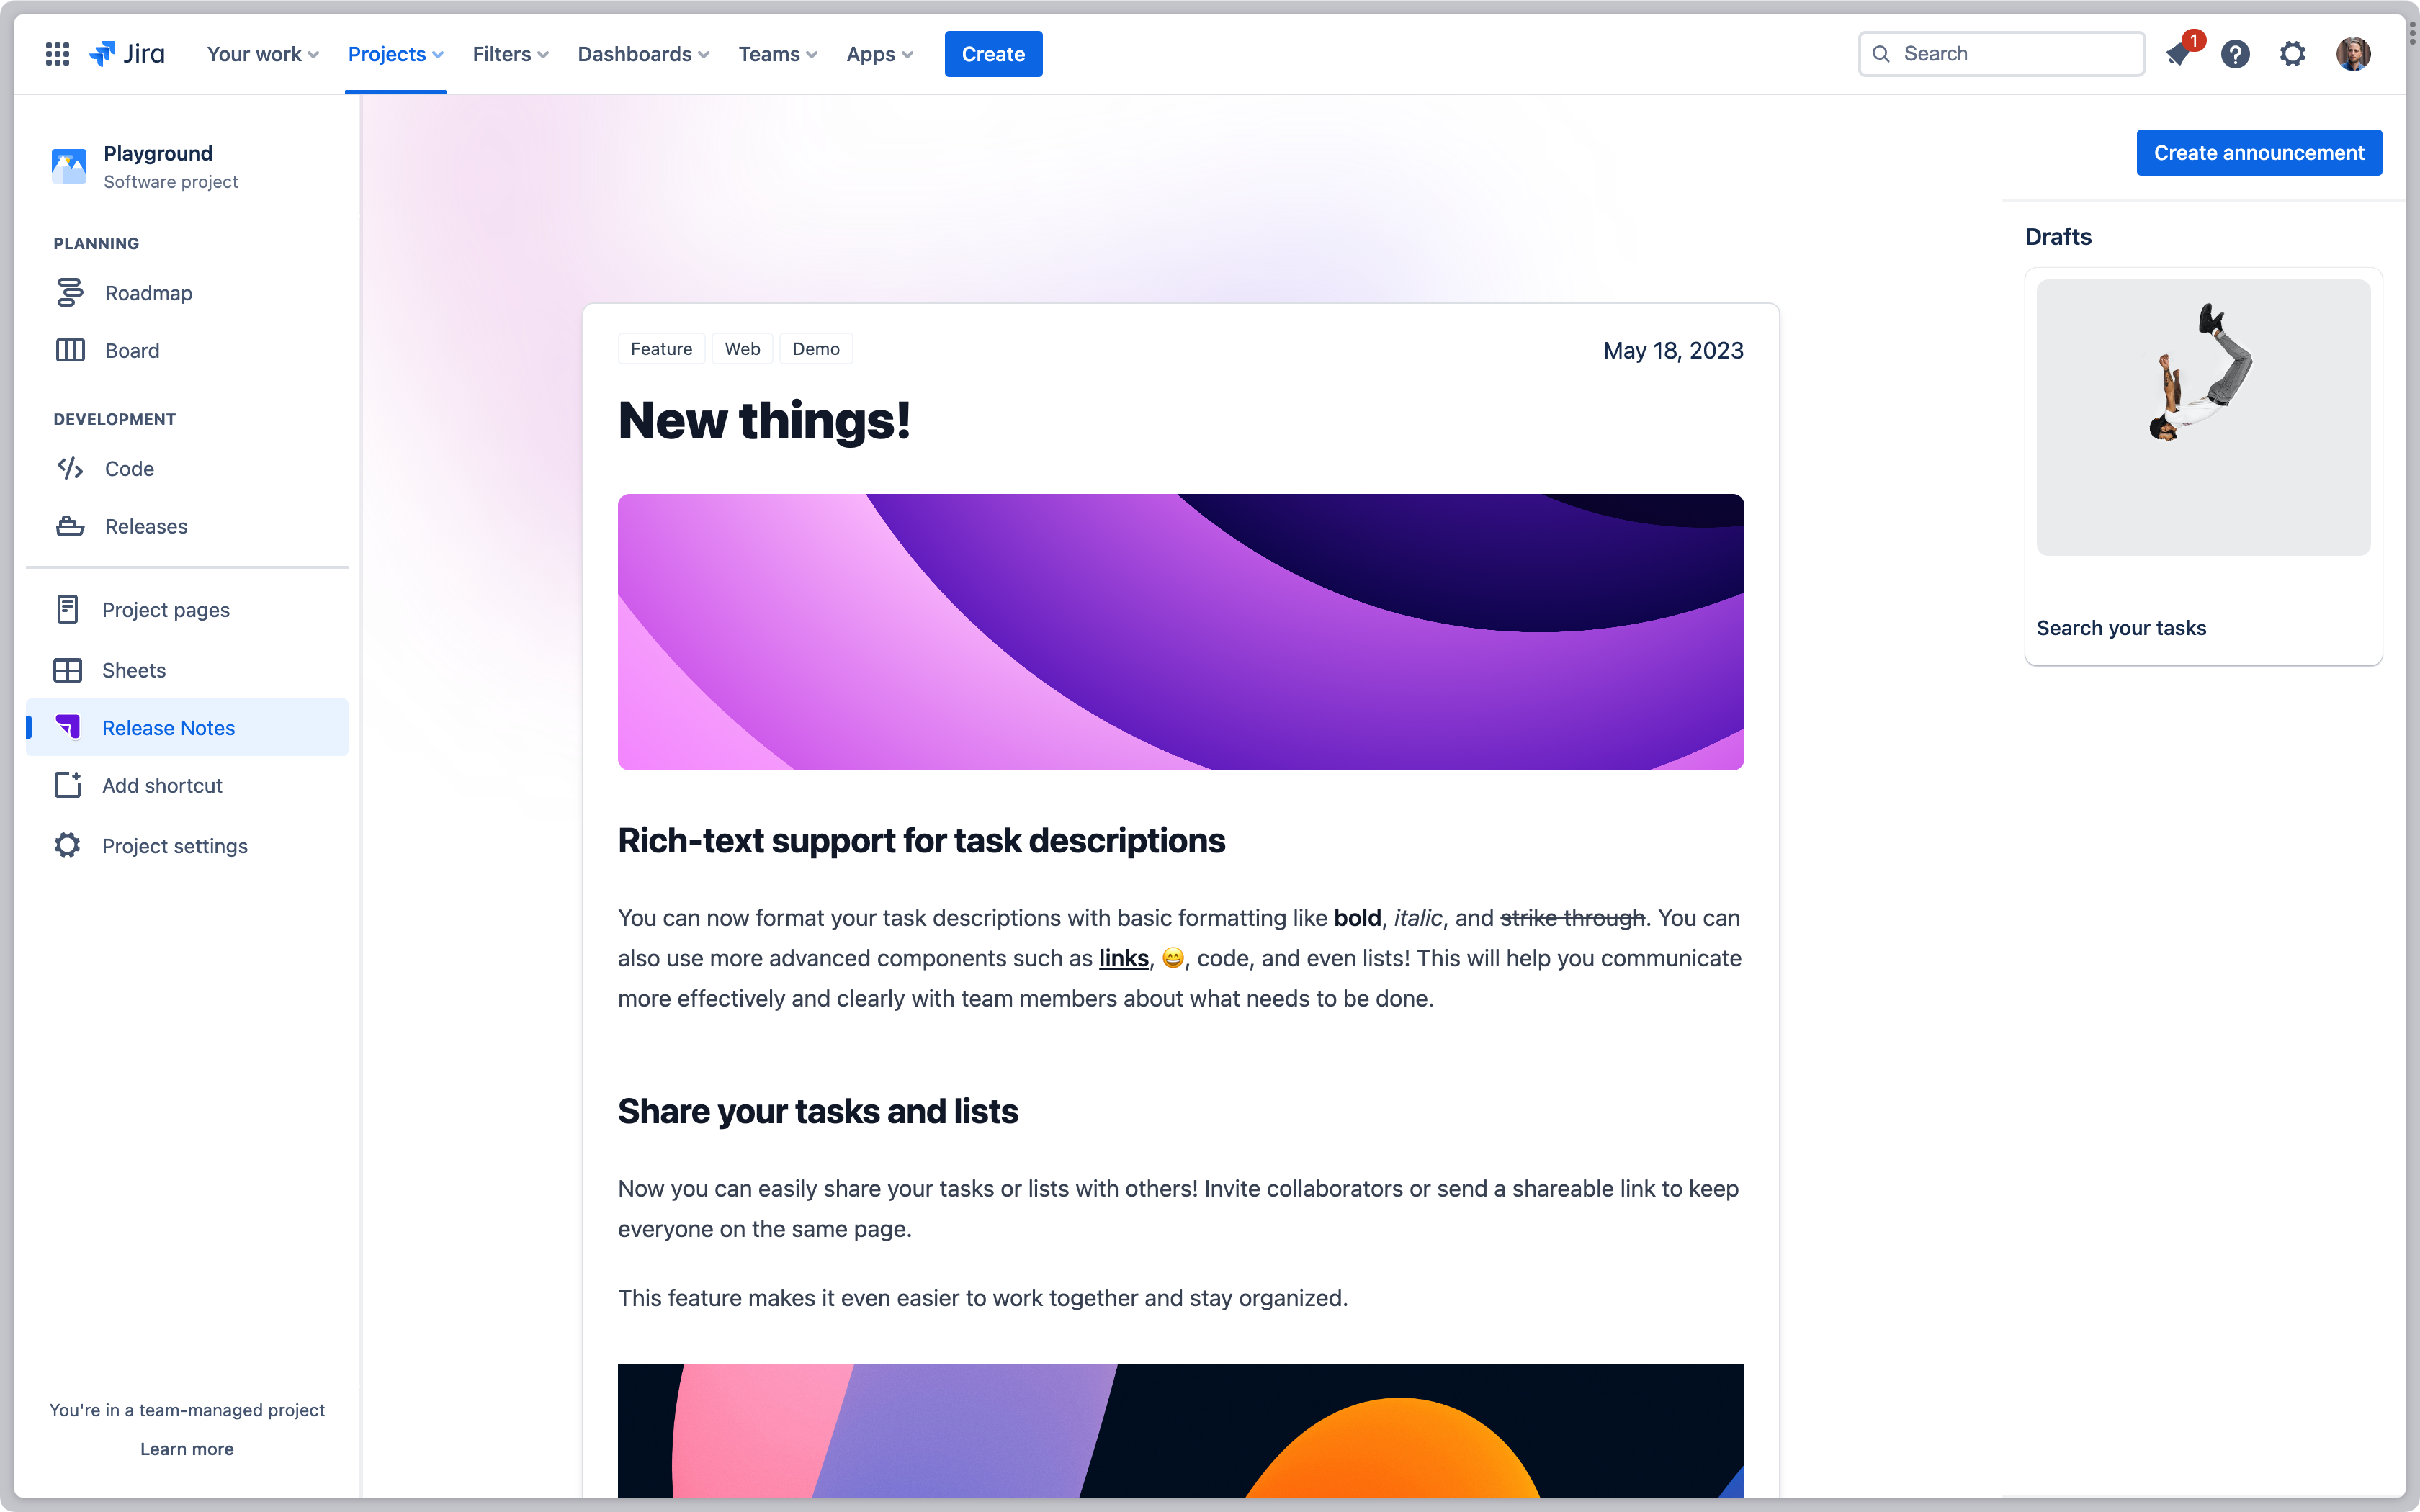 Jira
Your work
Projects
Filters
Dashboards
Teams
Apps
Create
Search
1
Playground
Software project
PLANNING
Roadmap
Board
DEVELOPMENT
Code
Releases
Project pages
Sheets
Release Notes
Add shortcut
Project settings
You're in a team-managed project
Learn more
Feature Web Demo
May 18, 2023
New things!
Rich-text support for task descriptions
You can now format your task descriptions with basic formatting like bold, italic, and strike through. You can
also use more advanced components such as links, 😄, code, and even lists! This will help you communicate
more effectively and clearly with team members about what needs to be done.
Share your tasks and lists
Now you can easily share your tasks or lists with others! Invite collaborators or send a shareable link to keep
everyone on the same page.
This feature makes it even easier to work together and stay organized.
Create announcement
Drafts
Search your tasks